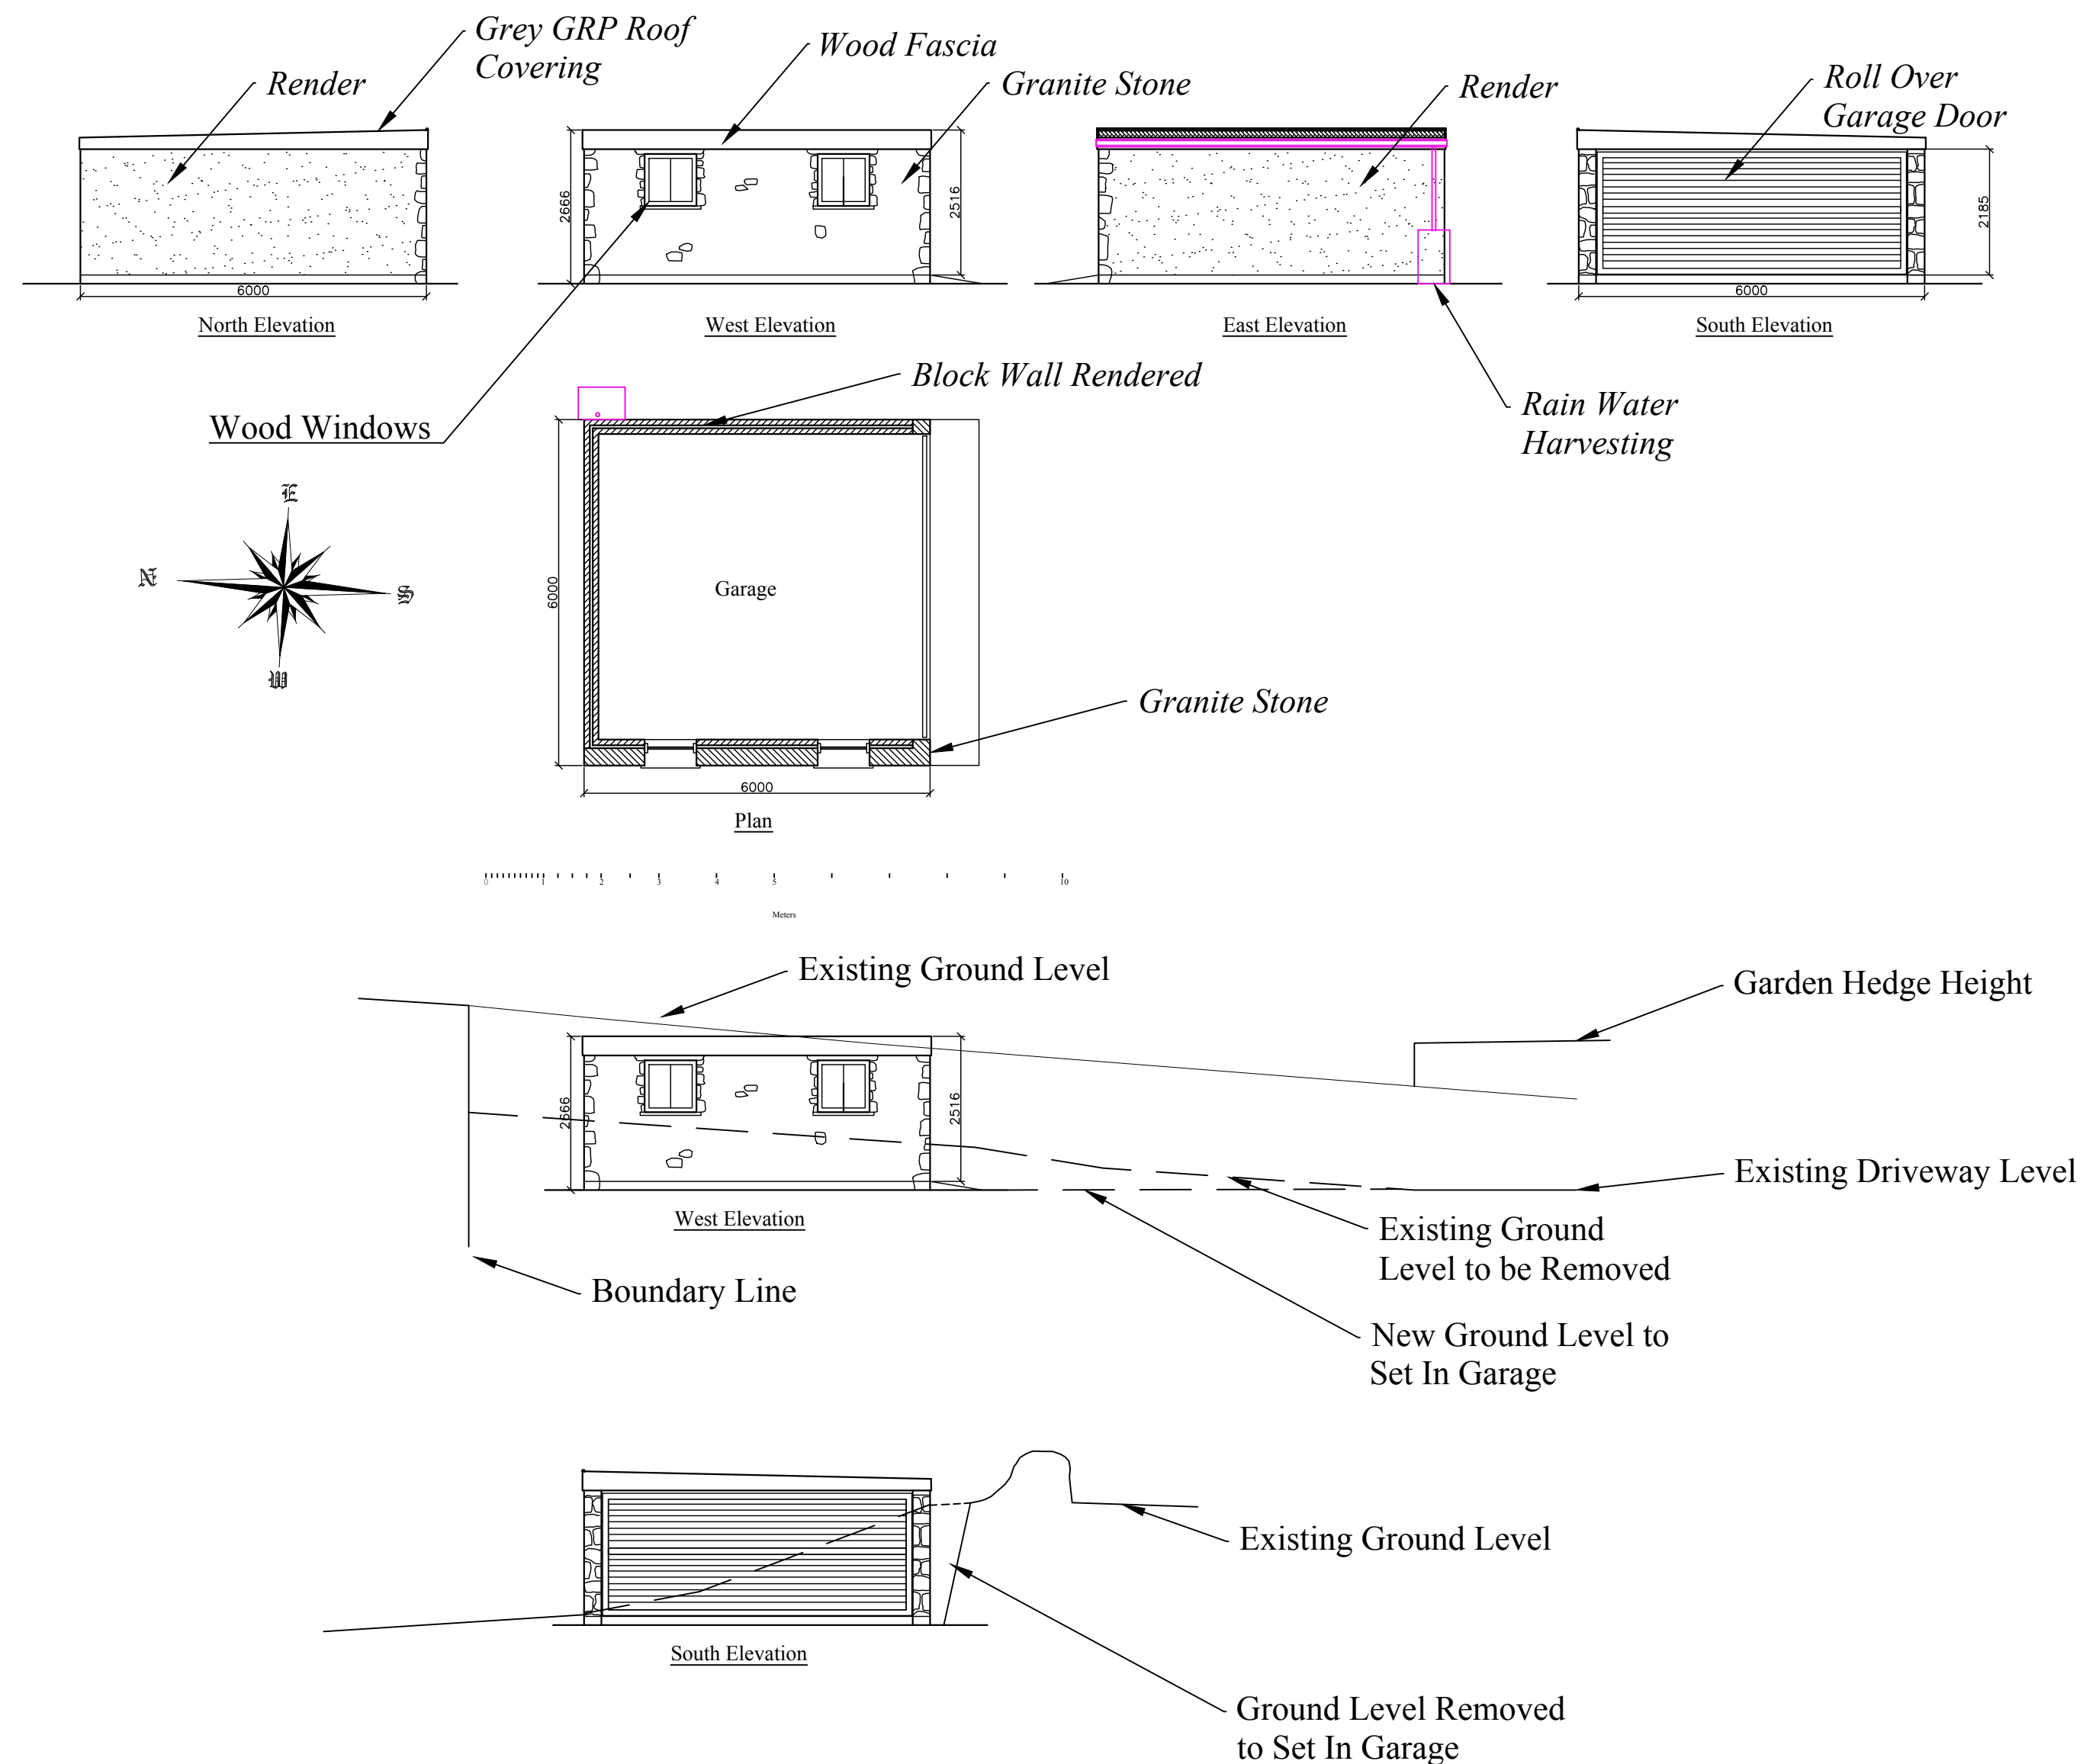 Grey GRP Roof
Covering
Render
Wood Fascia
Granite Stone
Render
Roll Over
Garage Door
2666
2516
2185
6000
6000
North Elevation
West Elevation
East Elevation
South Elevation
Block Wall Rendered
Rain Water
Harvesting
Wood Windows
E
N
S
W
6000
Garage
Granite Stone
6000
Plan
0 1 2 3 4 5 10
Meters
Existing Ground Level
Garden Hedge Height
2666
2516
Existing Driveway Level
West Elevation
Existing Ground
Level to be Removed
Boundary Line
New Ground Level to
Set In Garage
Existing Ground Level
South Elevation
Ground Level Removed
to Set In Garage